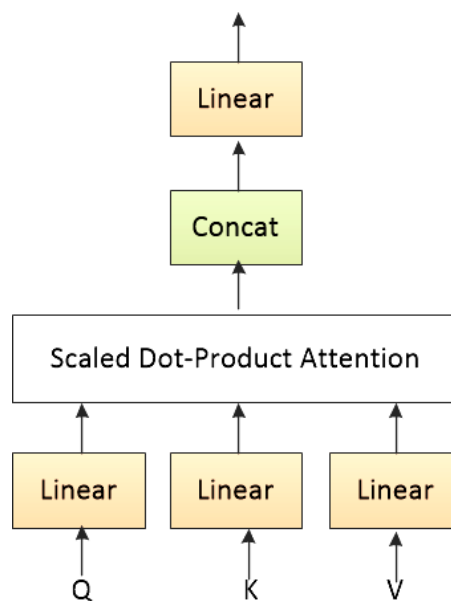 Linear
Concat
Scaled Dot-Product Attention
Linear Linear Linear
Q K V